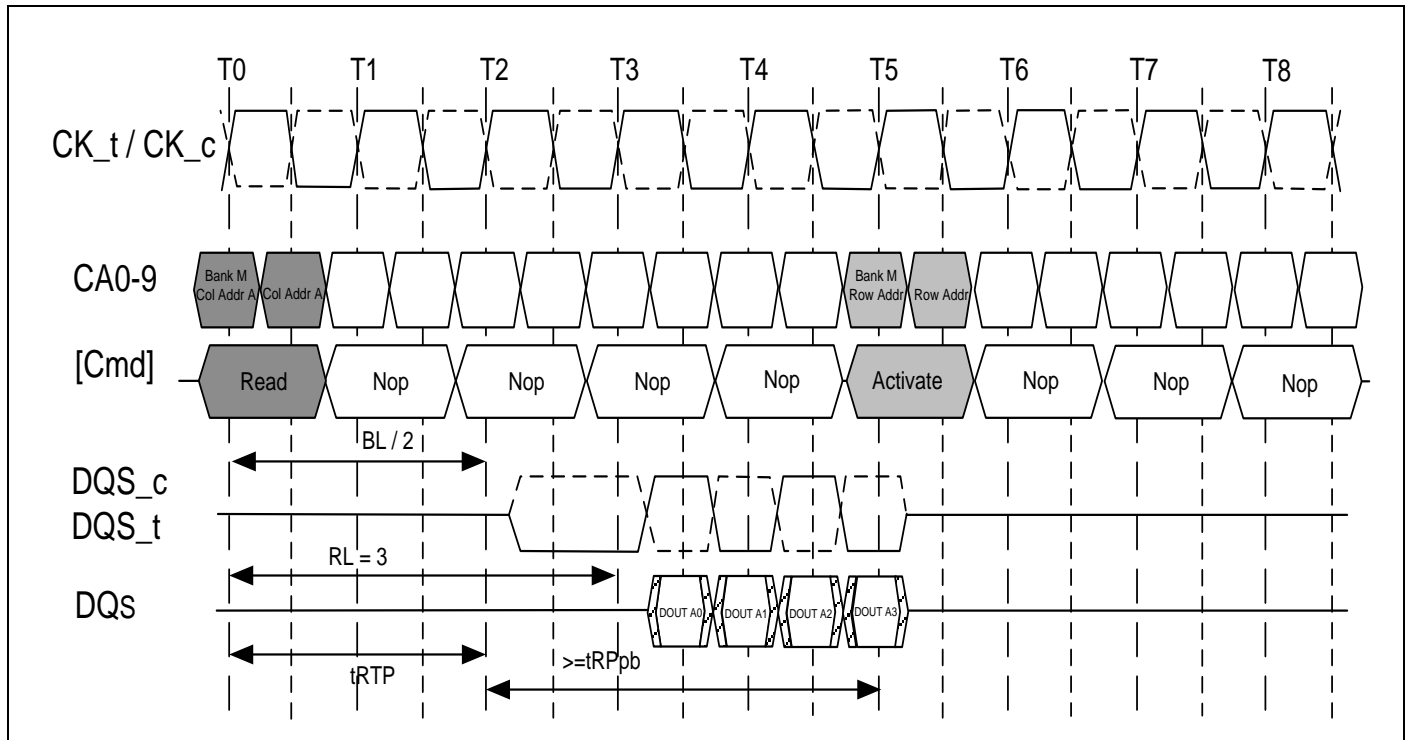 T0 T1 T2 T3 T4 T5 T6 T7 T8
CK_t / CK_c
CA0-9
Bank M
Col Addr A
Col Addr A
Bank M
Row Addr
Row Addr
[Cmd]
Read Nop Nop Nop Nop Activate Nop Nop Nop
BL / 2
DQS_c
DQS_t
RL = 3
DQs
DOUT A0 DOUT A1 DOUT A2 DOUT A3
tRTP
>=tRPpb